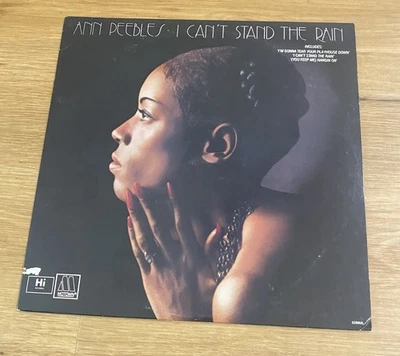 ANN PEEBLES · I CAN'T STAND THE RAIN
INCLUDES:
"I'M GONNA TEAR YOUR PLAYHOUSE DOWN"
"I CAN'T STAND THE RAIN"
"(YOU KEEP ME) HANGIN ON"
Hi
M
MOTOWN